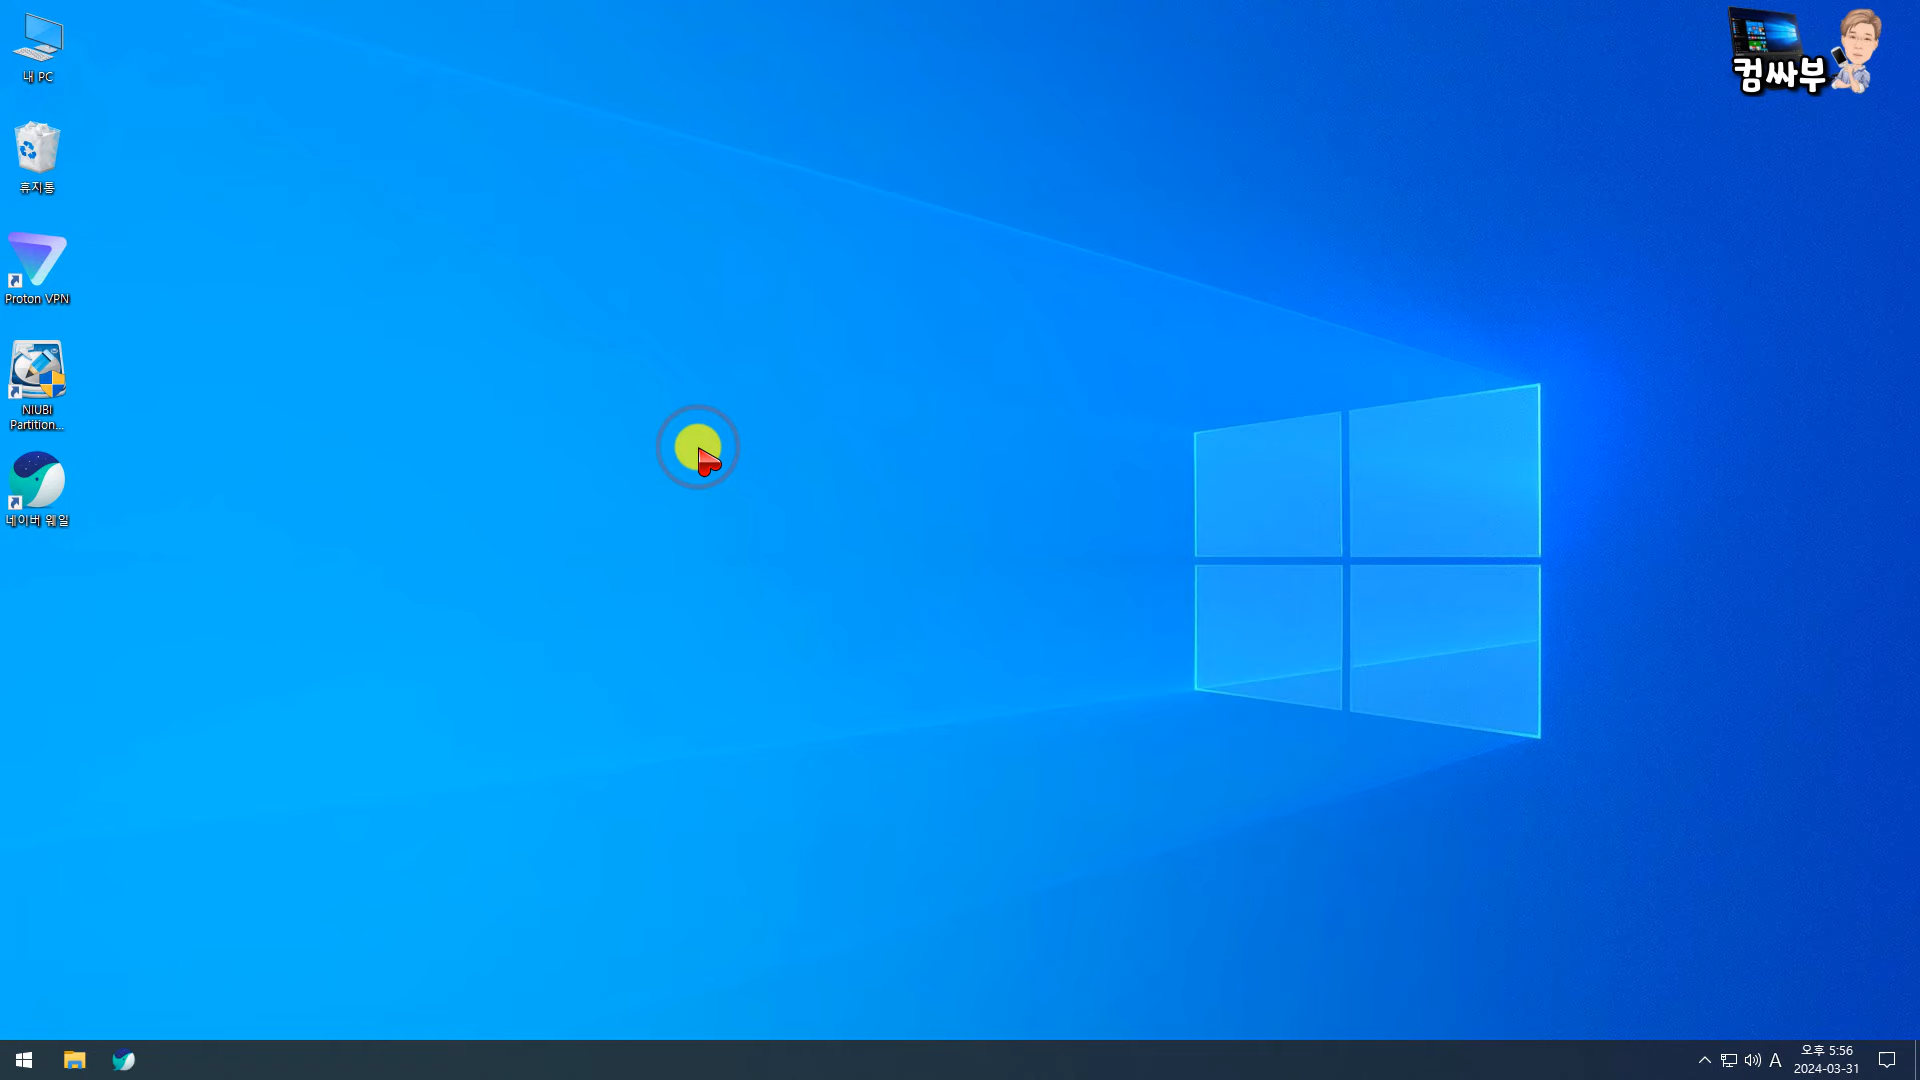 내 PC
휴지통
Proton VPN
NIUBI
Partition...
네이버 웨일
컴싸부
A
오후 5:56
2024-03-31